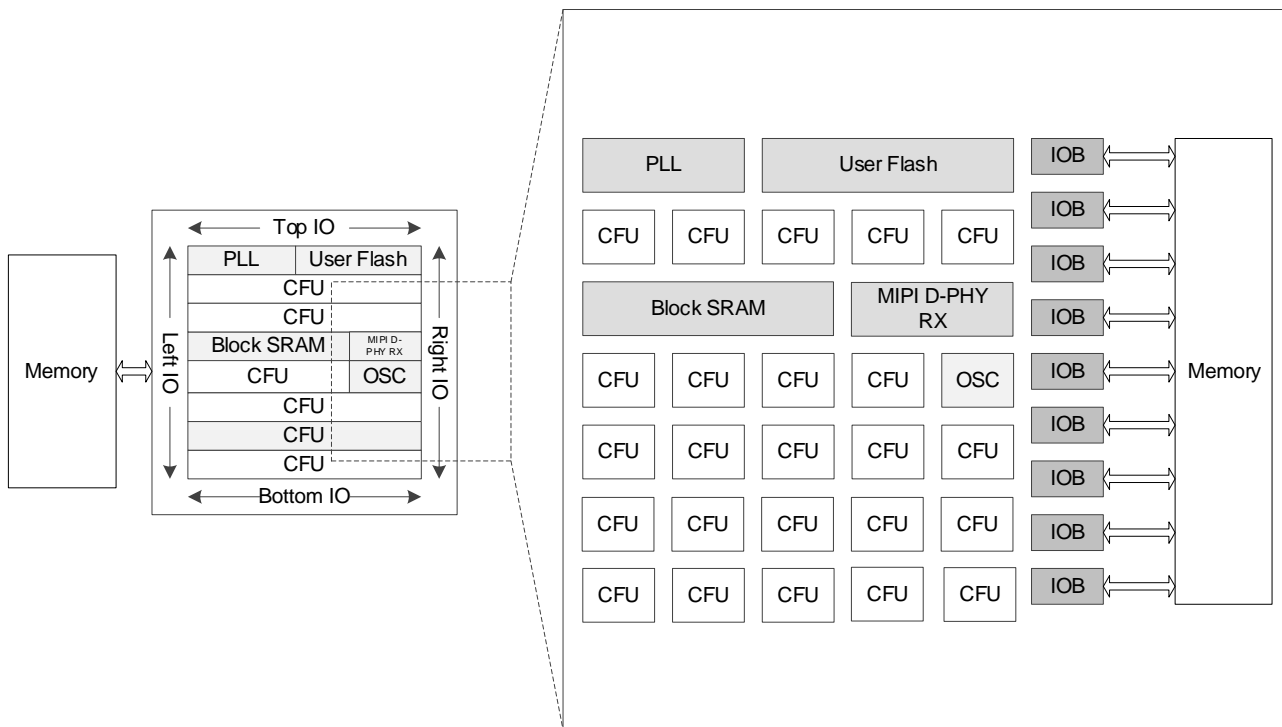 Memory
Top IO
Left IO
PLL
User Flash
CFU
CFU
Block SRAM
MIPI D-
PHY RX
CFU
OSC
CFU
CFU
CFU
Right IO
Bottom IO
PLL
User Flash
IOB
IOB
CFU
CFU
CFU
CFU
CFU
IOB
Block SRAM
MIPI D-PHY
RX
IOB
CFU
CFU
CFU
CFU
OSC
IOB
Memory
CFU
CFU
CFU
CFU
CFU
IOB
IOB
CFU
CFU
CFU
CFU
CFU
IOB
CFU
CFU
CFU
CFU
CFU
IOB